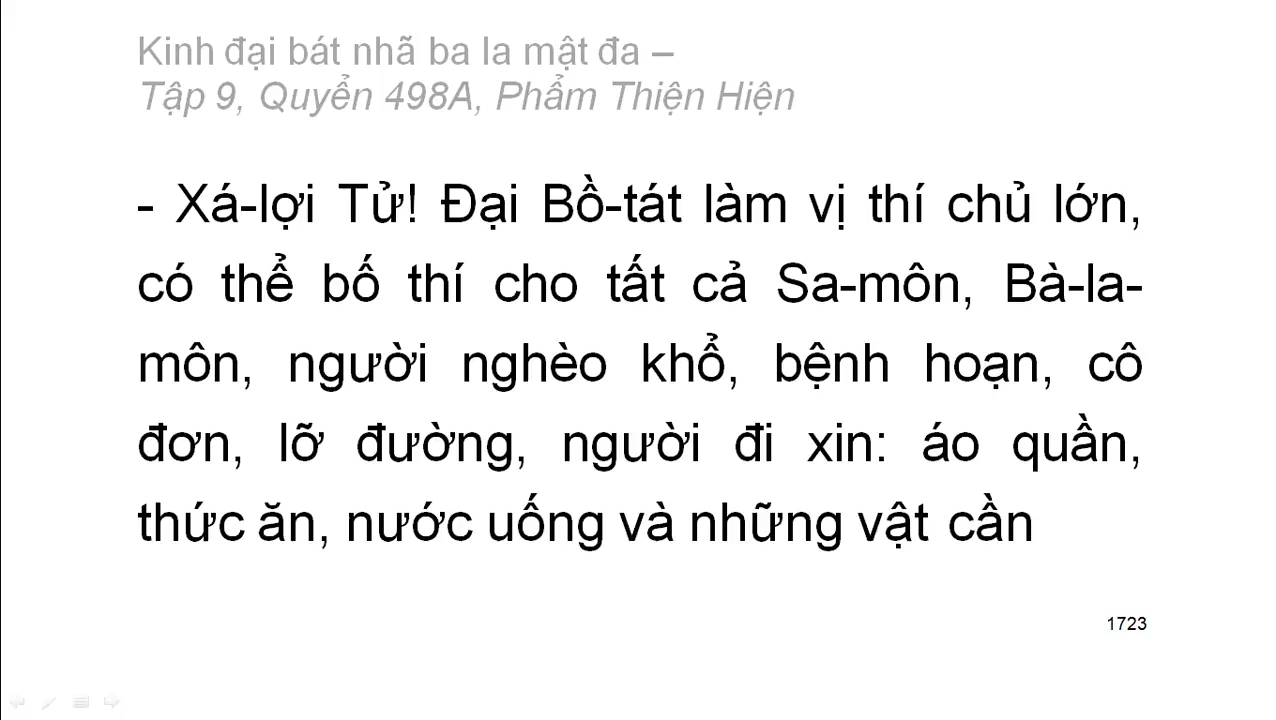 Kinh đại bát nhã ba la mật đa –
Tập 9, Quyển 498A, Phẩm Thiện Hiện
- Xá-lợi Tử! Đại Bồ-tát làm vị thí chủ lớn,
có thể bố thí cho tất cả Sa-môn, Bà-la-
môn, người nghèo khổ, bệnh hoạn, cô
đơn, lỡ đường, người đi xin: áo quần,
thức ăn, nước uống và những vật cần
1723